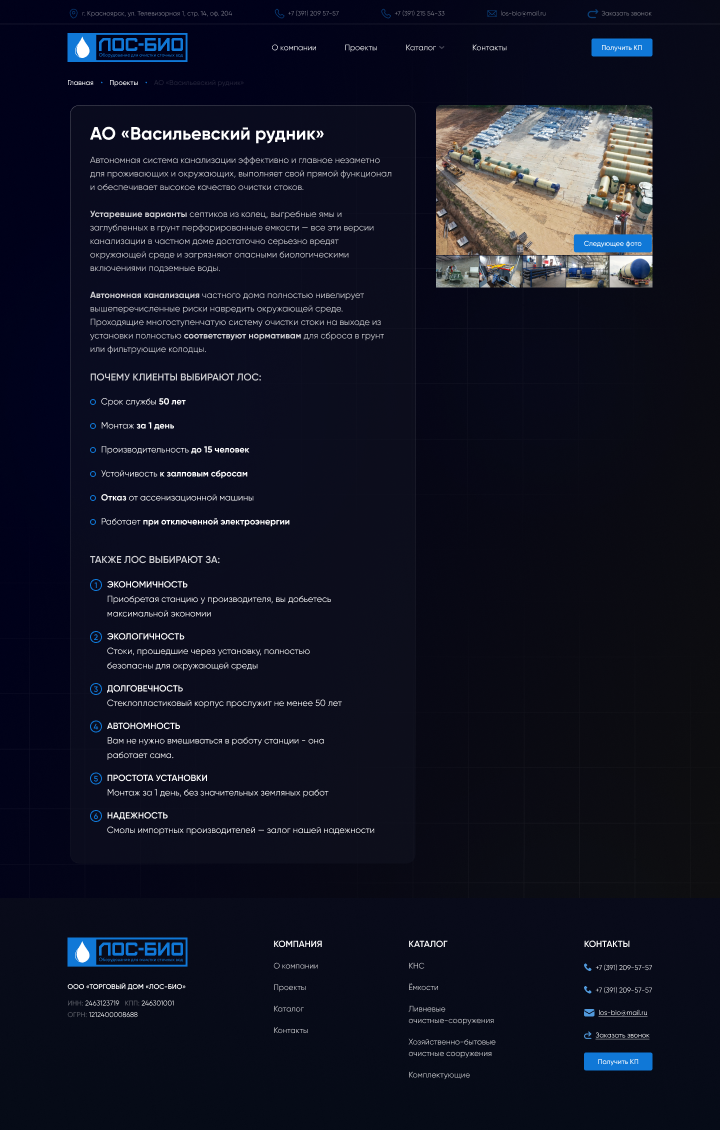 г. Красноярск, ул. Телевизорная 1, стр. 14, оф. 204
+7 (391) 209 57-57
+7 (391) 215 54-33
los-bio@mail.ru
Заказать звонок
ЛОС-БИО
Оборудование для очистки сточных вод
О компании
Проекты
Каталог
Контакты
Получить КП
Главная
Проекты
АО «Васильевский рудник»
АО «Васильевский рудник»
Автономная система канализации эффективно и главное незаметно
для проживающих и окружающих, выполняет свой прямой функционал
и обеспечивает высокое качество очистки стоков.
Устаревшие варианты септиков из колец, выгребные ямы и
заглубленных в грунт перфорированные емкости — все эти версии
канализации в частном доме достаточно серьезно вредят
окружающей среде и загрязняют опасными биологическими
включениями подземные воды.
Автономная канализация частного дома полностью нивелирует
вышеперечисленные риски навредить окружающей среде.
Проходящие многоступенчатую систему очистки стоки на выходе из
установки полностью соответствуют нормативам для сброса в грунт
или фильтрующие колодцы.
ПОЧЕМУ КЛИЕНТЫ ВЫБИРАЮТ ЛОС:
Срок службы 50 лет
Монтаж за 1 день
Производительность до 15 человек
Устойчивость к залповым сбросам
Отказ от ассенизационной машины
Работает при отключенной электроэнергии
ТАКЖЕ ЛОС ВЫБИРАЮТ ЗА:
1 ЭКОНОМИЧНОСТЬ
Приобретая станцию у производителя, вы добьетесь
максимальной экономии
2 ЭКОЛОГИЧНОСТЬ
Стоки, прошедшие через установку, полностью
безопасны для окружающей среды
3 ДОЛГОВЕЧНОСТЬ
Стеклопластиковый корпус прослужит не менее 50 лет
4 АВТОНОМНОСТЬ
Вам не нужно вмешиваться в работу станции - она
работает сама.
5 ПРОСТОТА УСТАНОВКИ
Монтаж за 1 день, без значительных земляных работ
6 НАДЕЖНОСТЬ
Смолы импортных производителей — залог нашей надежности
Следующее фото
ЛОС-БИО
Оборудование для очистки сточных вод
ООО «ТОРГОВЫЙ ДОМ «ЛОС-БИО»
ИНН: 2463123719 КПП: 246301001
ОГРН: 1212400008688
КОМПАНИЯ
О компании
Проекты
Каталог
Контакты
КАТАЛОГ
КНС
Ёмкости
Ливневые
очистные-сооружения
Хозяйственно-бытовые
очистные сооружения
Комплектующие
КОНТАКТЫ
+7 (391) 209-57-57
+7 (391) 209-57-57
los-bio@mail.ru
Заказать звонок
Получить КП